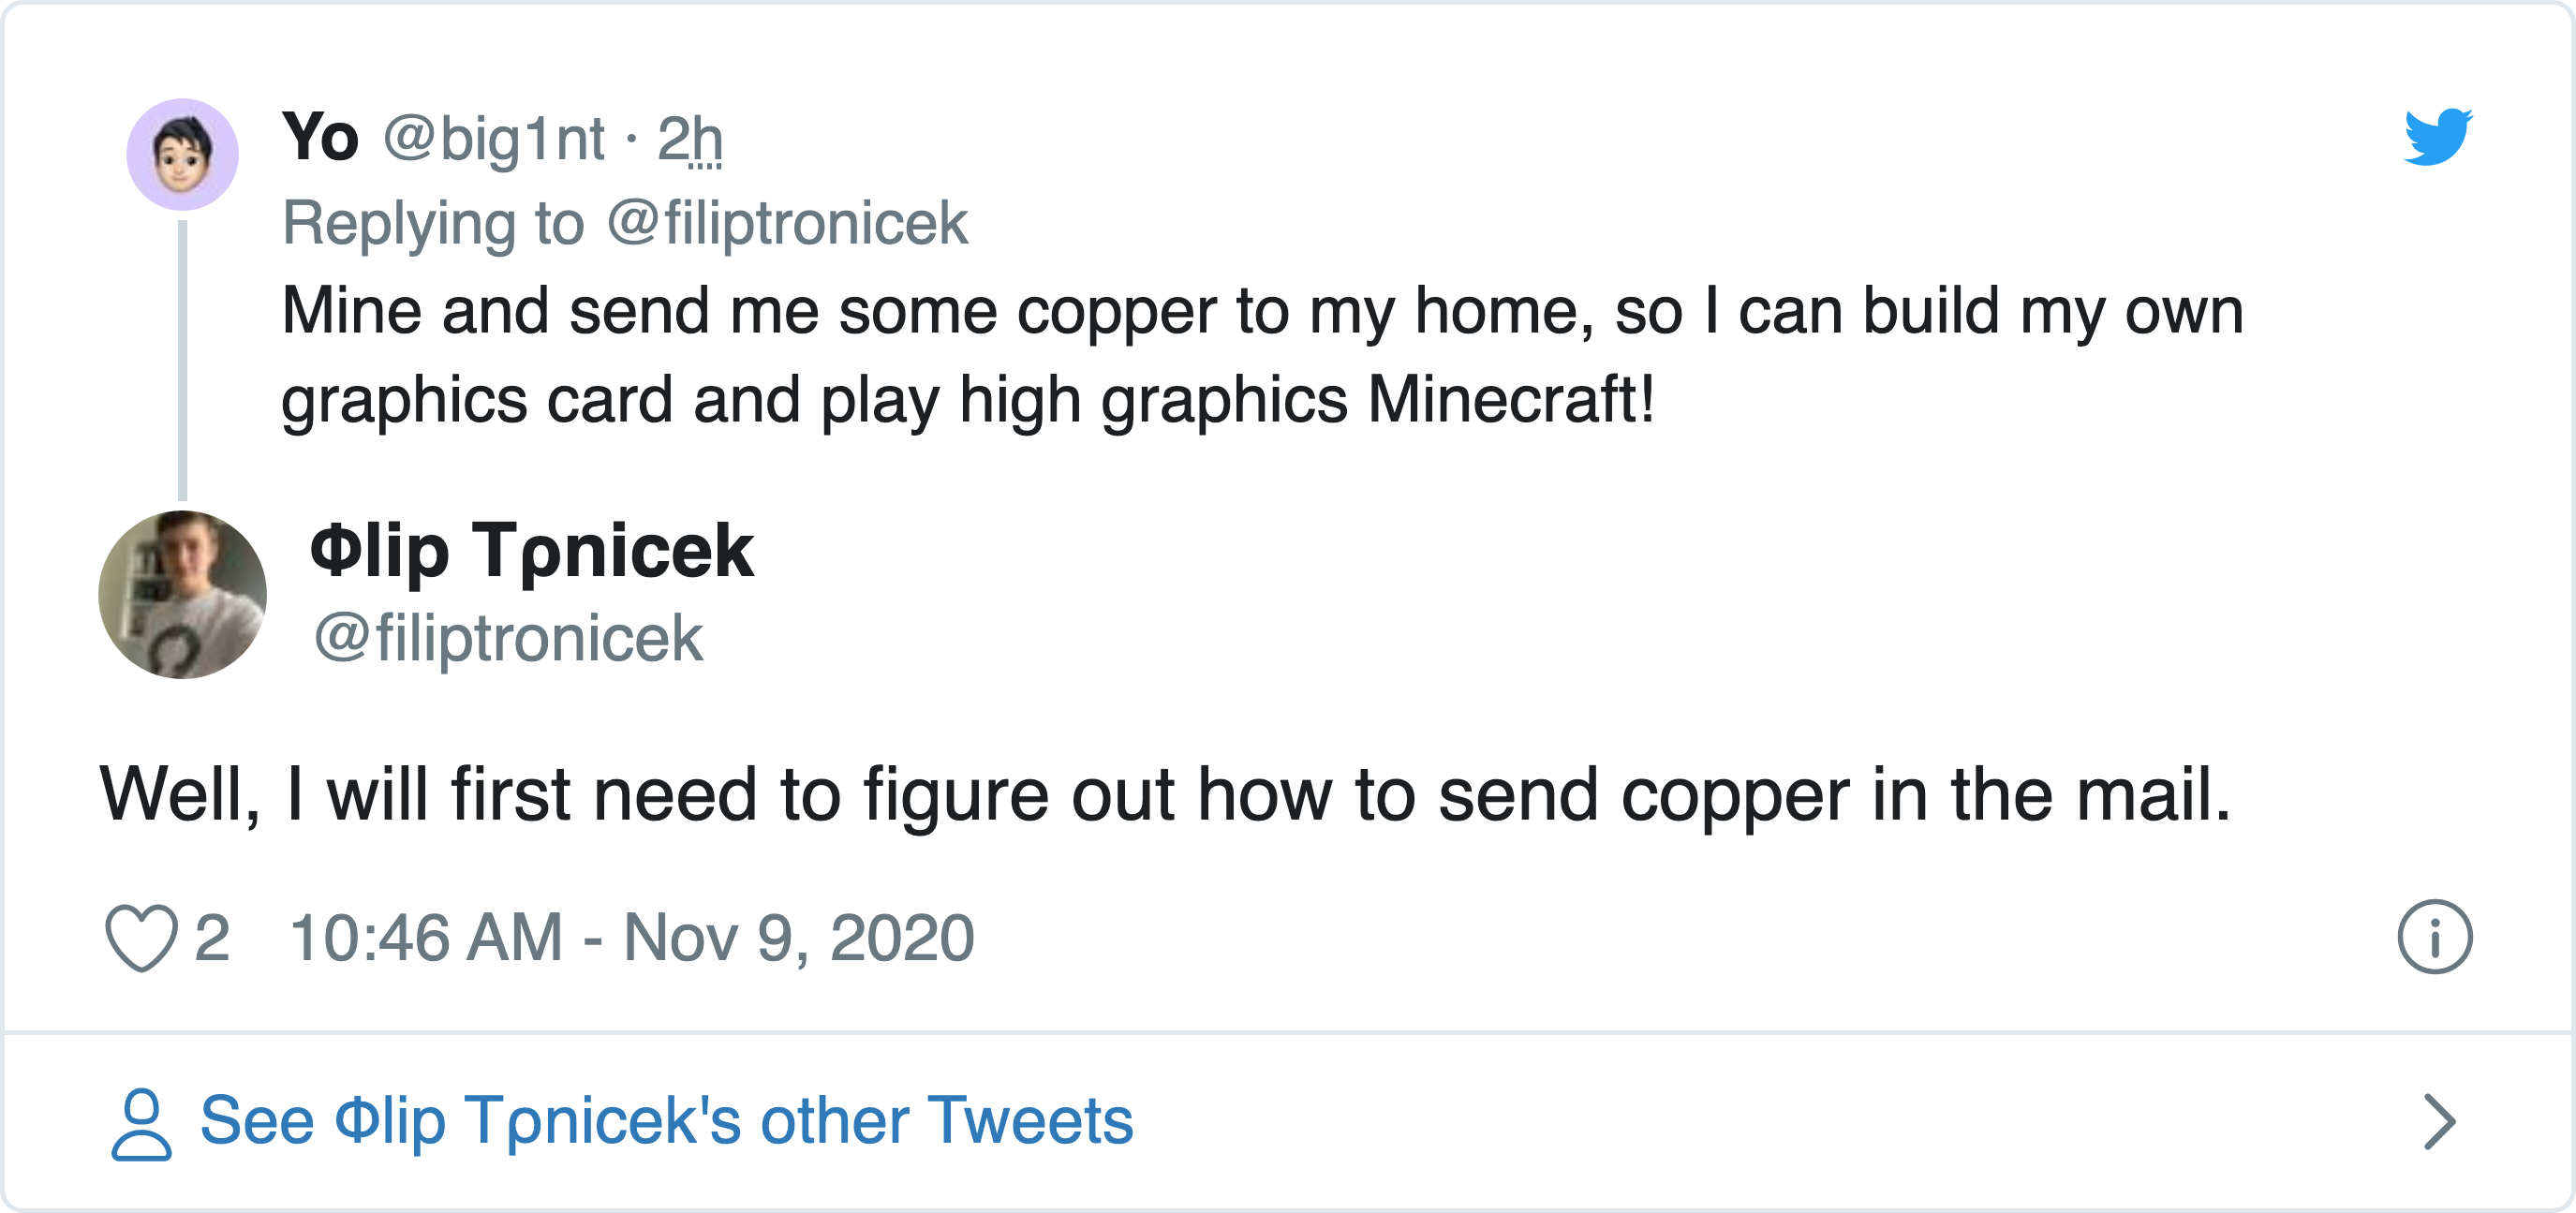 Yo @big1nt · 2h
Replying to @filiptronicek
Mine and send me some copper to my home, so I can build my own
graphics card and play high graphics Minecraft!
Φlip Tρnicek
@filiptronicek
Well, I will first need to figure out how to send copper in the mail.
2 10:46 AM - Nov 9, 2020
See Φlip Tρnicek's other Tweets